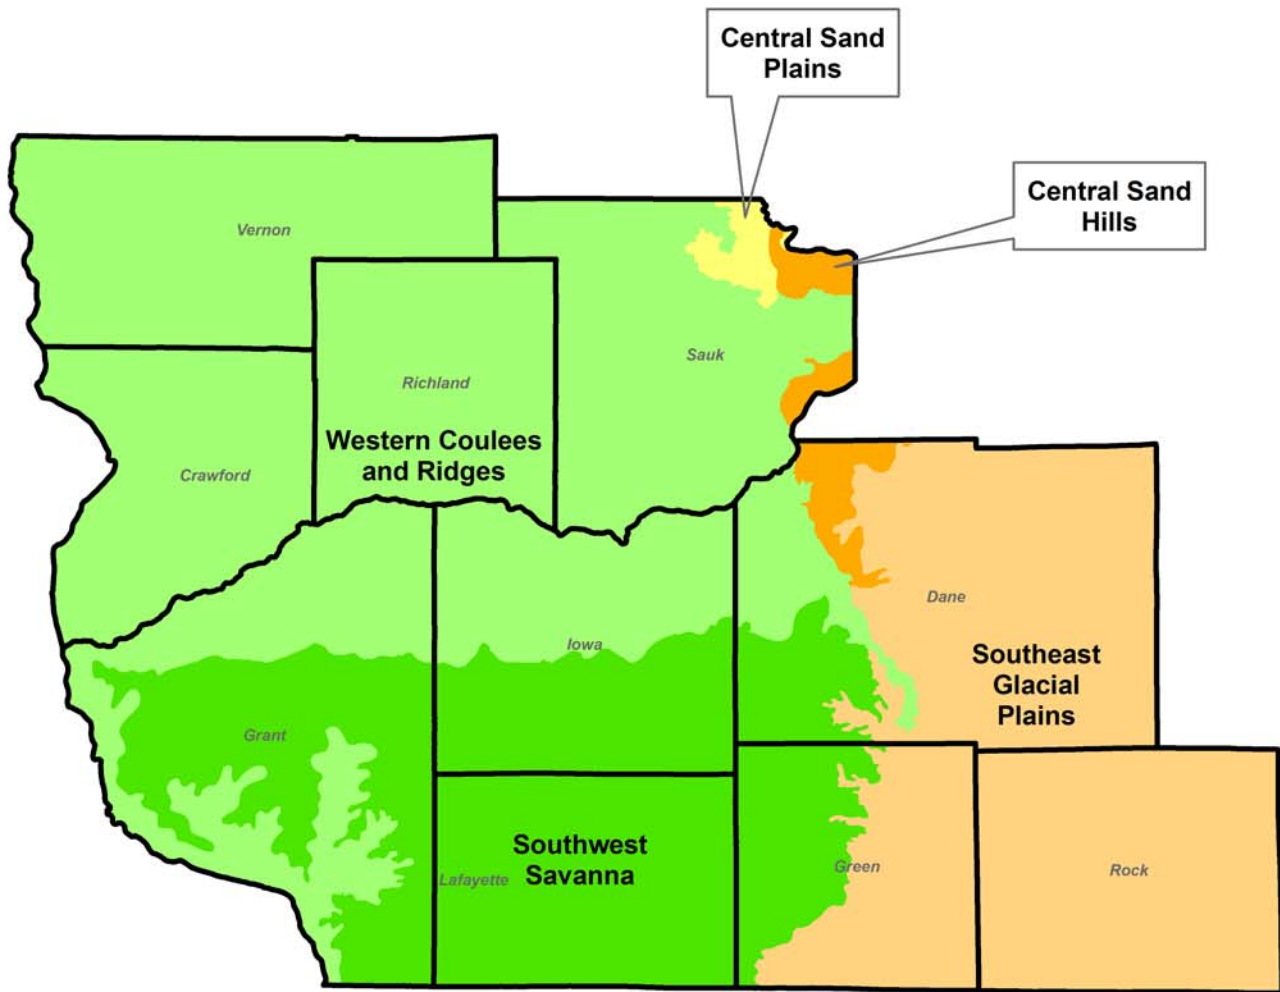 Central Sand
Plains
Central Sand
Hills
Vernon
Sauk
Richland
Western Coulees
and Ridges
Crawford
Dane
Iowa
Southeast
Glacial
Plains
Grant
Southwest
Savanna
Lafayette
Green
Rock